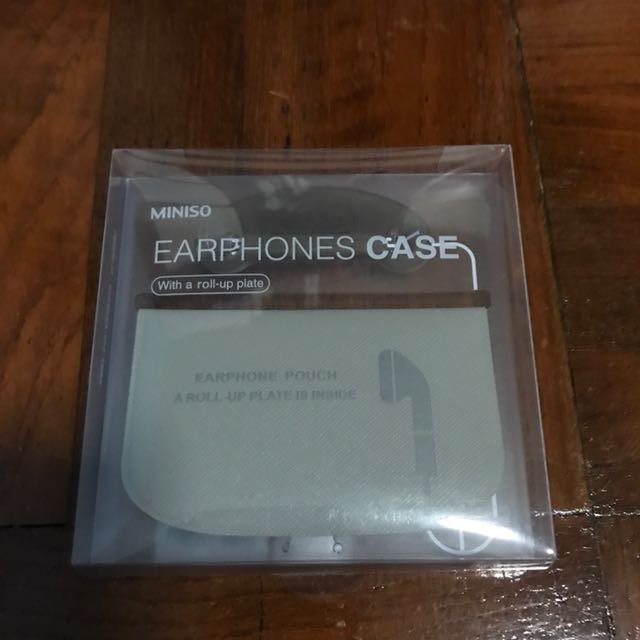 MINISO
EARPHONES CASE
With a roll-up plate
EARPHONE POUCH
A ROLL-UP PLATE IS INSIDE